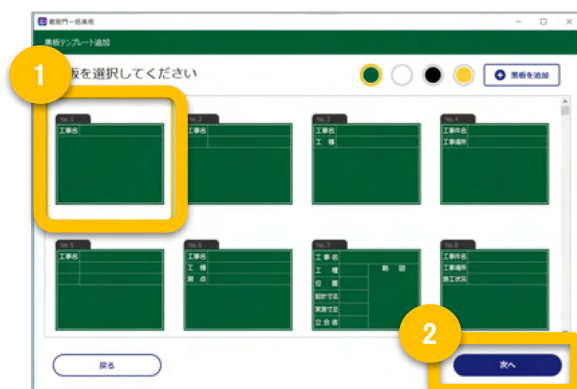 蔵衛門一括黒板
黒板テンプレート追加
1
板を選択してください
黒板を追加
No.1
工事名
No.2
工事名
No.3
工事名
工 種
No.4
工事件名
工事場所
No.5
工事名
No.6
工事名
工 種
測 点
No.7
工 事 名
工 種
略 図
位 置
設計寸法
実測寸法
立 会 者
No.8
工事件名
工事場所
施工状況
2
戻る
次へ